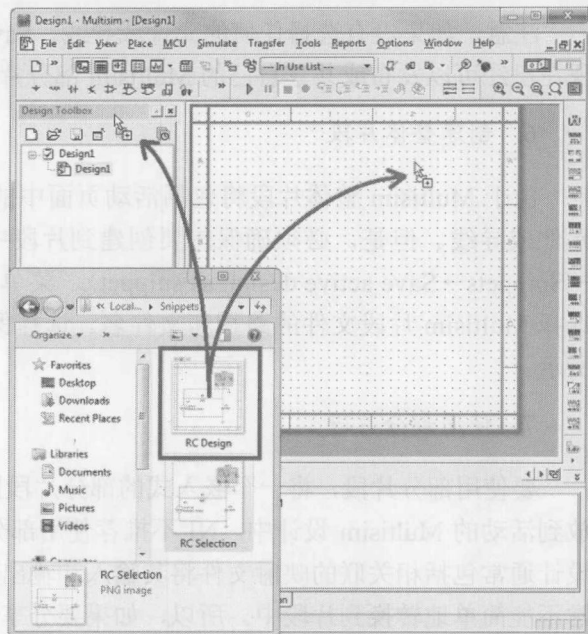 Design1 - Multisim - [Design1]
File Edit View Place MCU Simulate Transfer Tools Reports Options Window Help
--- In Use List ---
Design Toolbox
Design1
Design1
Local... Snippets
Organize
Favorites
Desktop
Downloads
Recent Places
Libraries
Documents
Music
Pictures
Videos
RC Design
RC Selection
RC Selection
PNG image